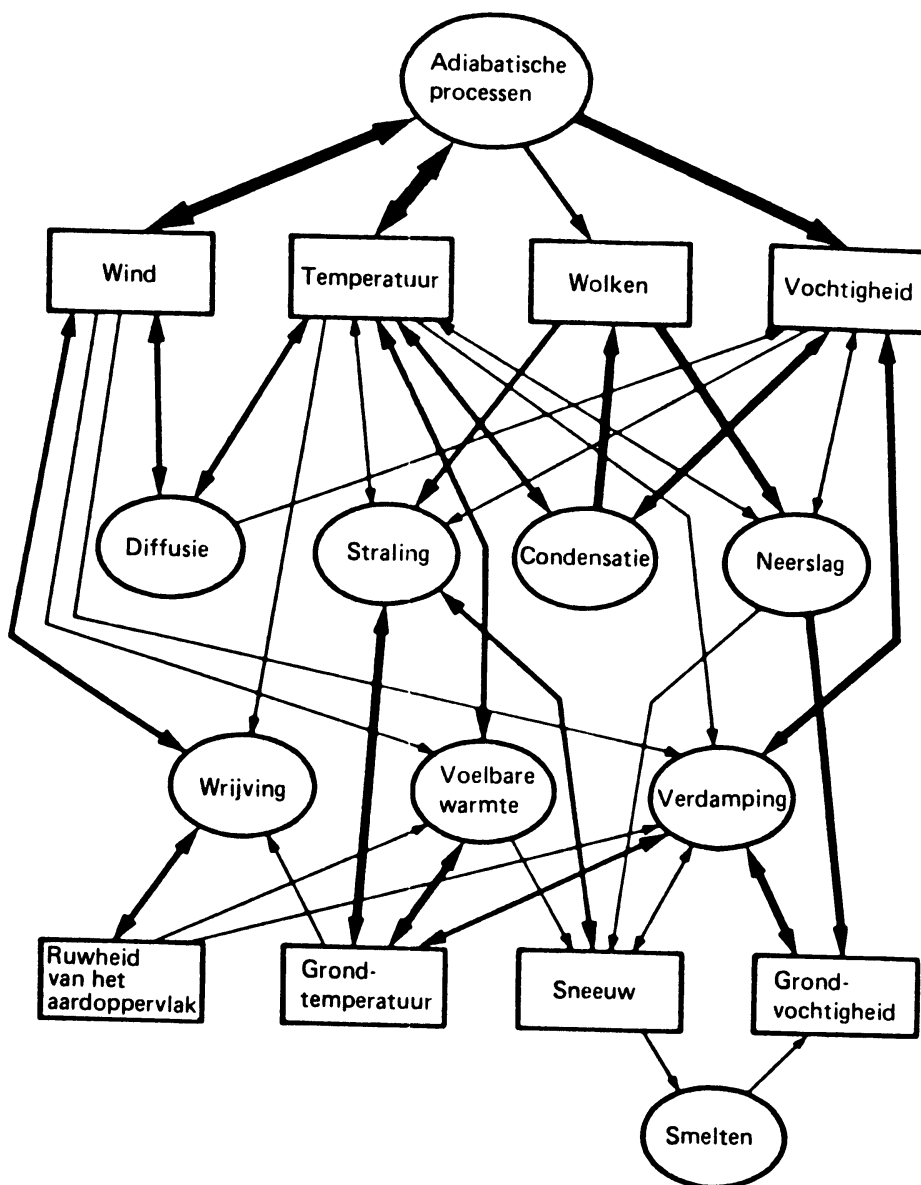 Adiabatische
processen
Wind
Temperatuur
Wolken
Vochtigheid
Diffusie
Straling
Condensatie
Neerslag
Wrijving
Voelbare
warmte
Verdamping
Ruwheid
van het
aardoppervlak
Grond-
temperatuur
Sneeuw
Grond-
vochtigheid
Smelten